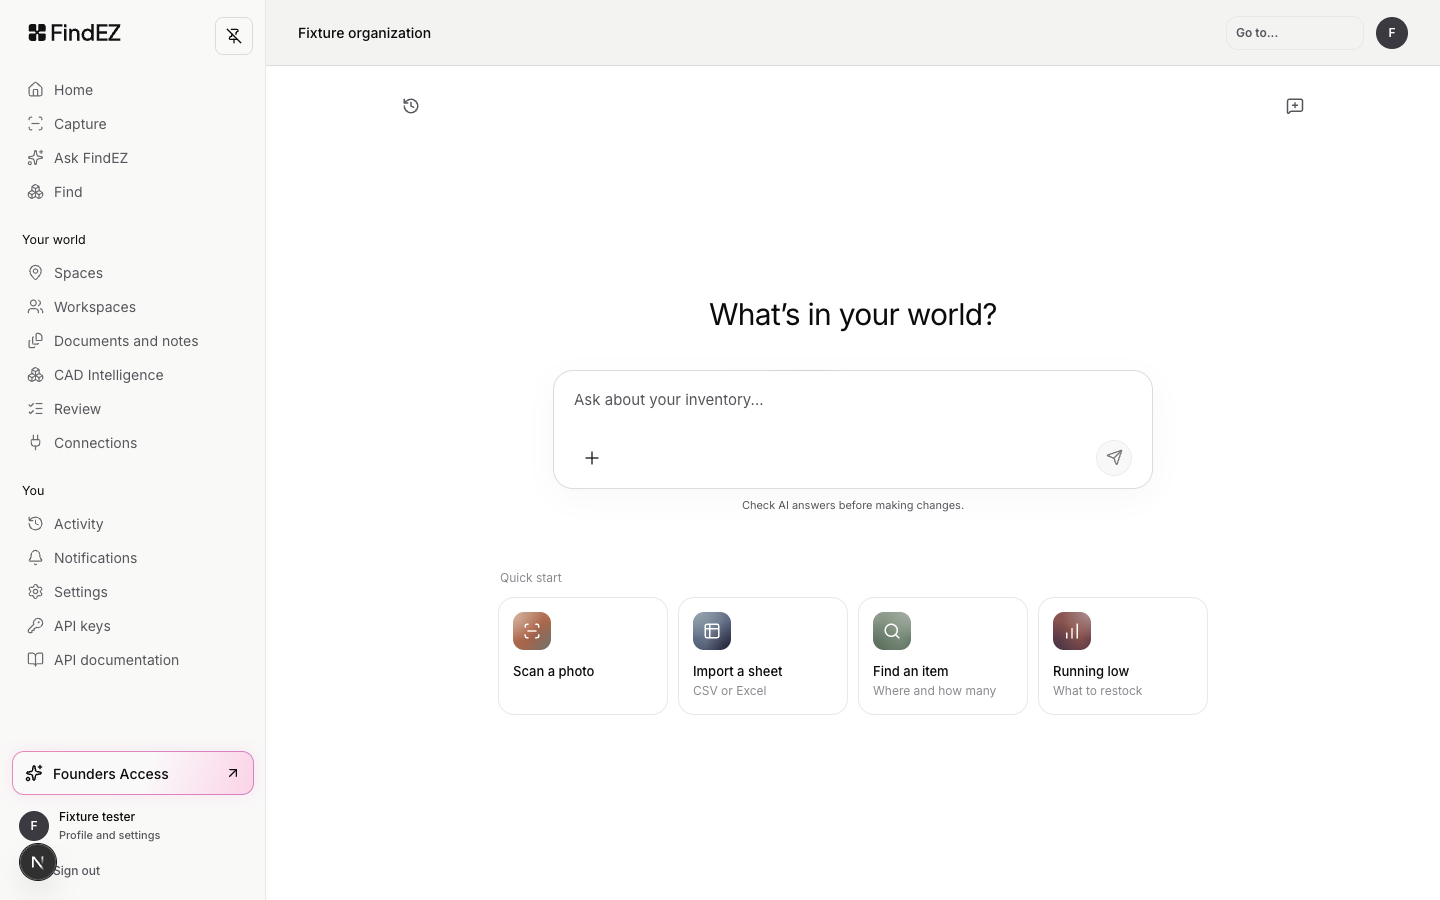 FindEZ
Fixture organization
Go to...
F
Home
Capture
Ask FindEZ
Find
Your world
Spaces
Workspaces
Documents and notes
CAD Intelligence
Review
Connections
You
Activity
Notifications
Settings
API keys
API documentation
Founders Access
F
Fixture tester
Profile and settings
N
Sign out
What's in your world?
Ask about your inventory...
Check AI answers before making changes.
Quick start
Scan a photo
Import a sheet
CSV or Excel
Find an item
Where and how many
Running low
What to restock